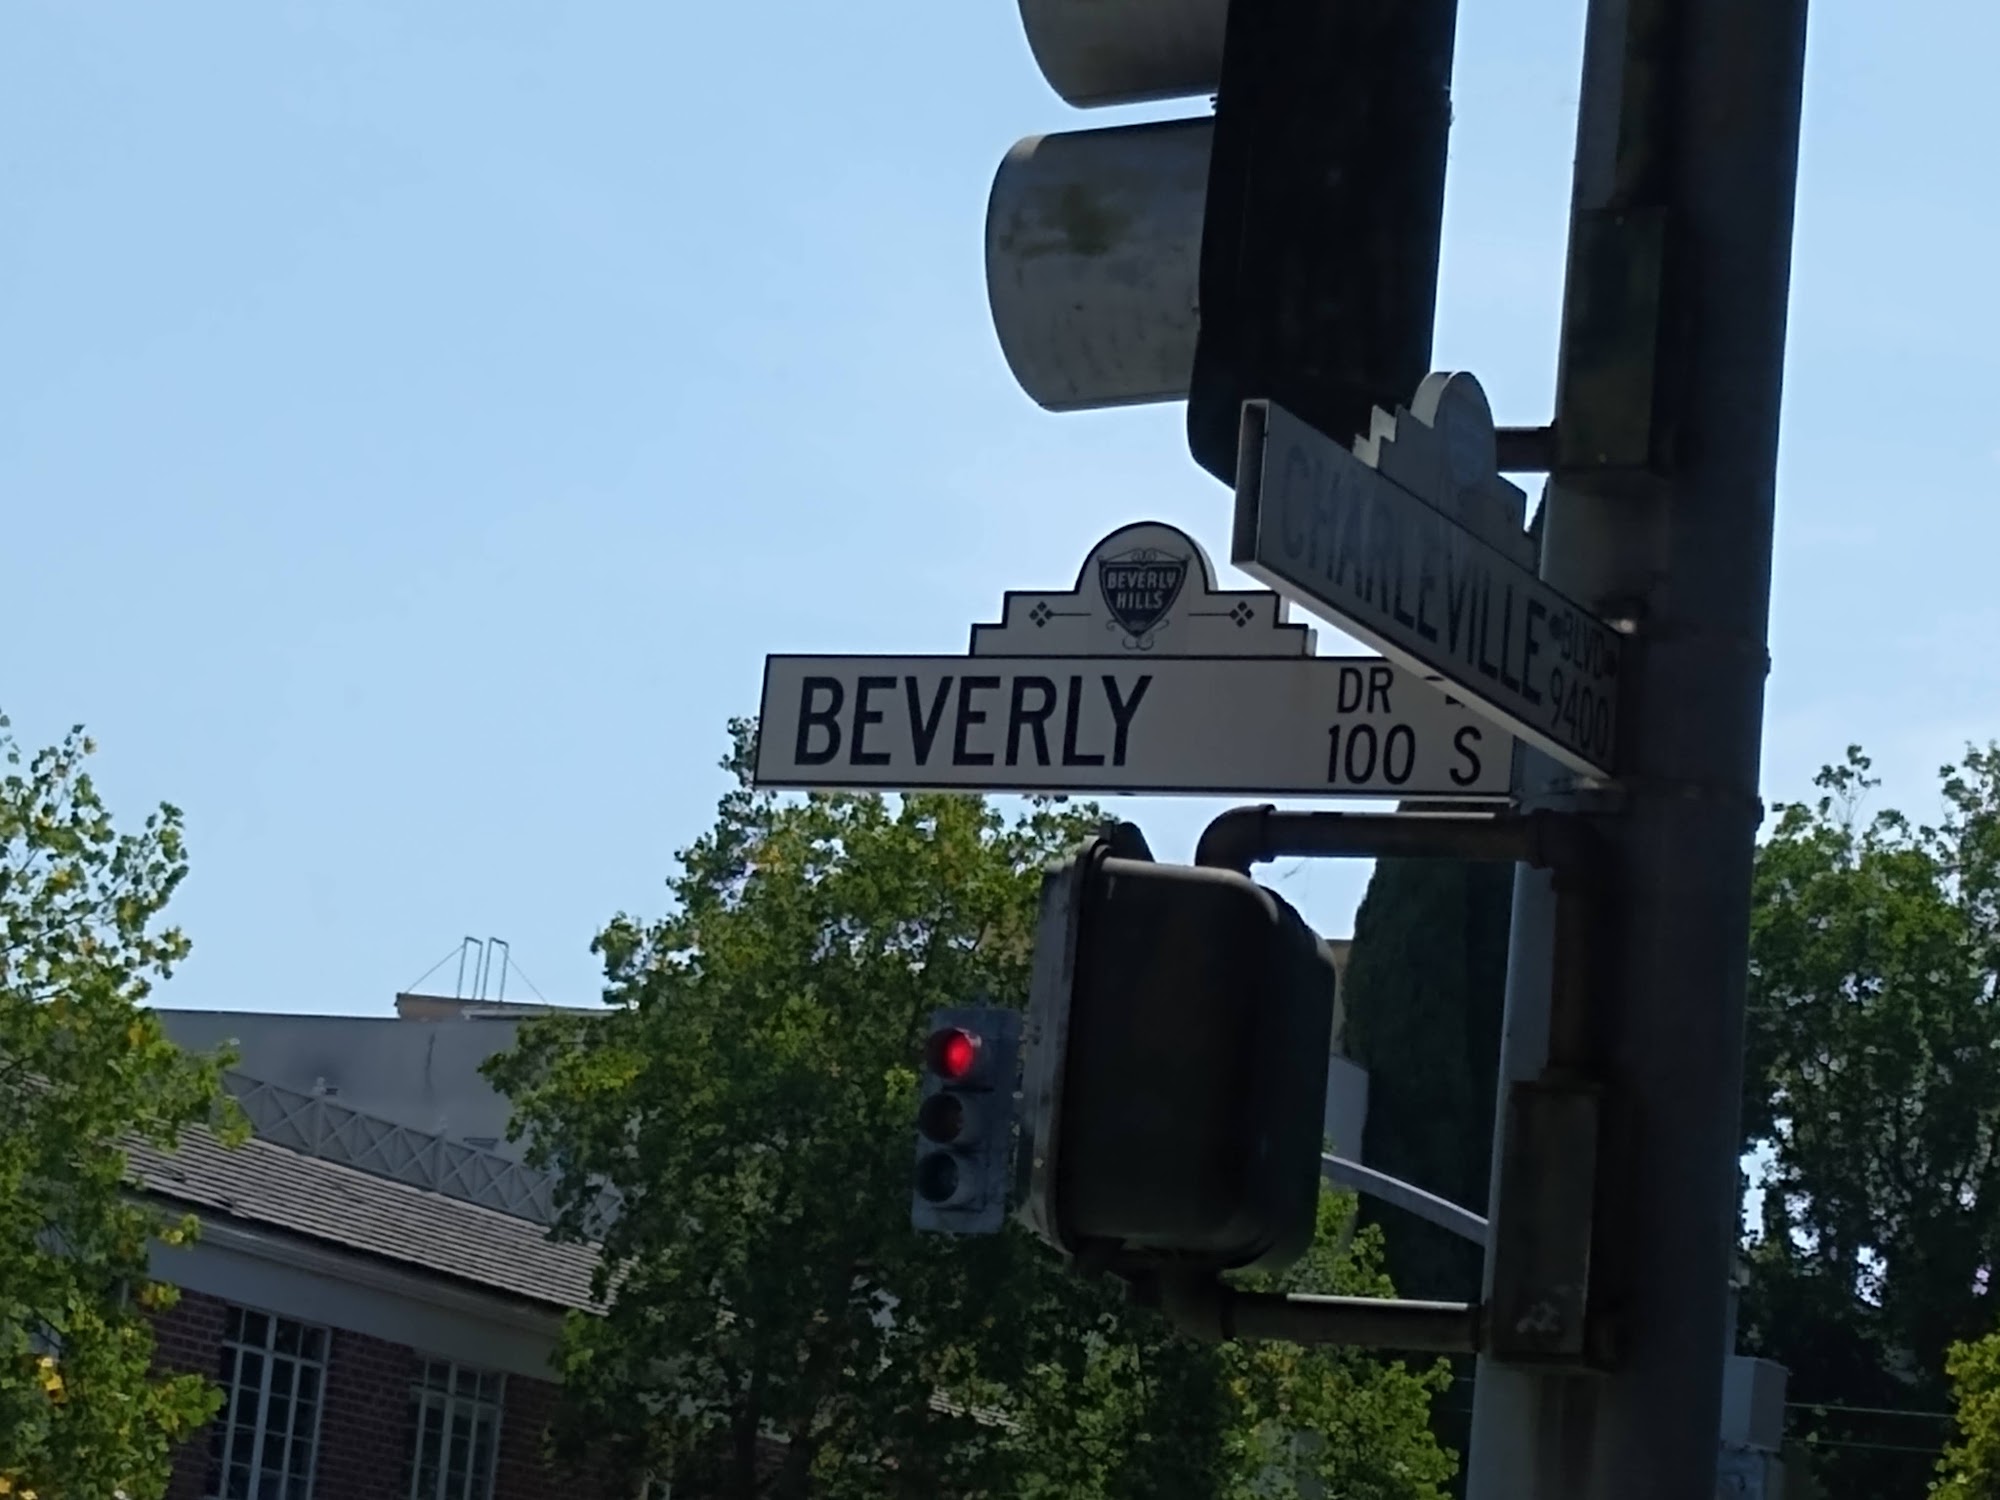 BEVERLY
HILLS
BEVERLY DR
100 S
CHARLEVILLE BLVD
9400